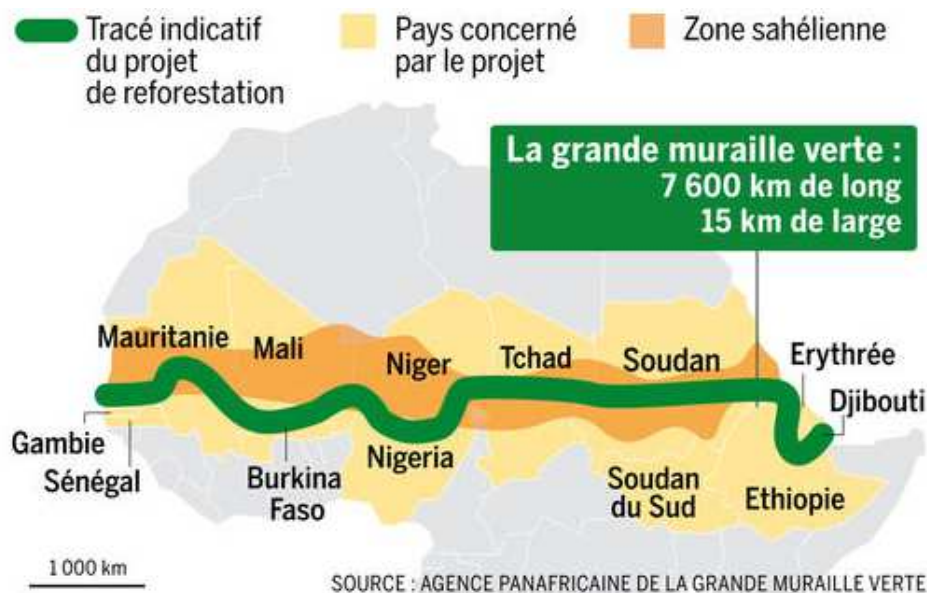 Tracé indicatif
du projet
de reforestation
Pays concerné
par le projet
Zone sahélienne
La grande muraille verte :
7 600 km de long
15 km de large
Mauritanie
Mali
Niger
Tchad
Soudan
Erythrée
Djibouti
Gambie
Sénégal
Burkina
Faso
Nigeria
Soudan
du Sud
Ethiopie
1 000 km
SOURCE : AGENCE PANAFRICAINE DE LA GRANDE MURAILLE VERTE